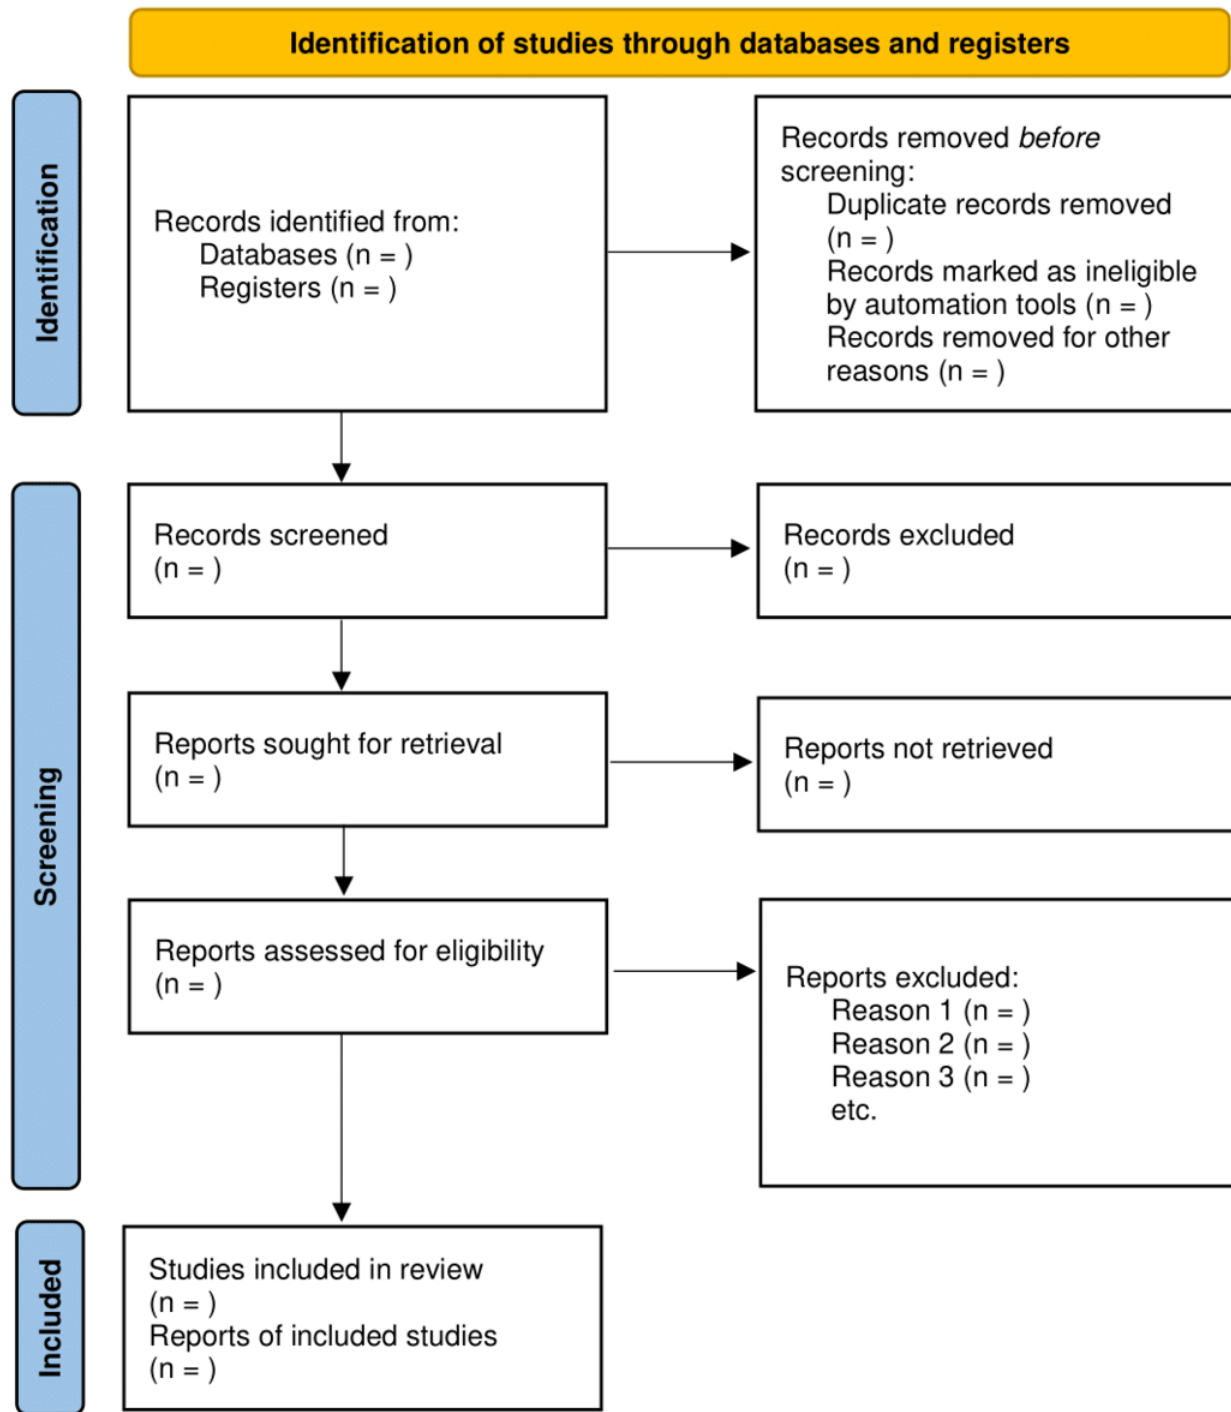 Identification of studies through databases and registers
Identification
Records identified from:
Databases (n = )
Registers (n = )
Records removed before
screening:
Duplicate records removed
(n = )
Records marked as ineligible
by automation tools (n = )
Records removed for other
reasons (n = )
Screening
Records screened
(n = )
Records excluded
(n = )
Reports sought for retrieval
(n = )
Reports not retrieved
(n = )
Reports assessed for eligibility
(n = )
Reports excluded:
Reason 1 (n = )
Reason 2 (n = )
Reason 3 (n = )
etc.
Included
Studies included in review
(n = )
Reports of included studies
(n = )